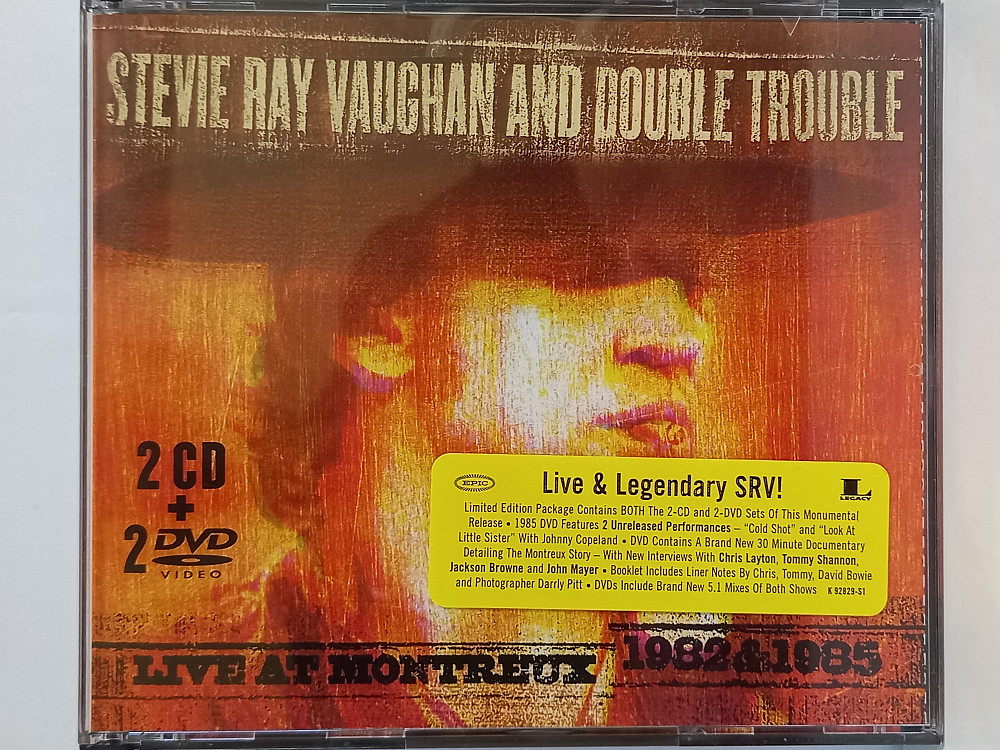 STEVIE RAY VAUGHAN AND DOUBLE TROUBLE
2 CD
+
2 DVD
VIDEO
EPIC
Live & Legendary SRV!
L
LEGACY
Limited Edition Package Contains BOTH The 2-CD and 2-DVD Sets Of This Monumental
Release • 1985 DVD Features 2 Unreleased Performances – "Cold Shot" and "Look At
Little Sister" With Johnny Copeland • DVD Contains A Brand New 30 Minute Documentary
Detailing The Montreux Story – With New Interviews With Chris Layton, Tommy Shannon,
Jackson Browne and John Mayer • Booklet Includes Liner Notes By Chris, Tommy, David Bowie
and Photographer Darrly Pitt • DVDs Include Brand New 5.1 Mixes Of Both Shows K 92829-S1
LIVE AT MONTREUX 1982 & 1985